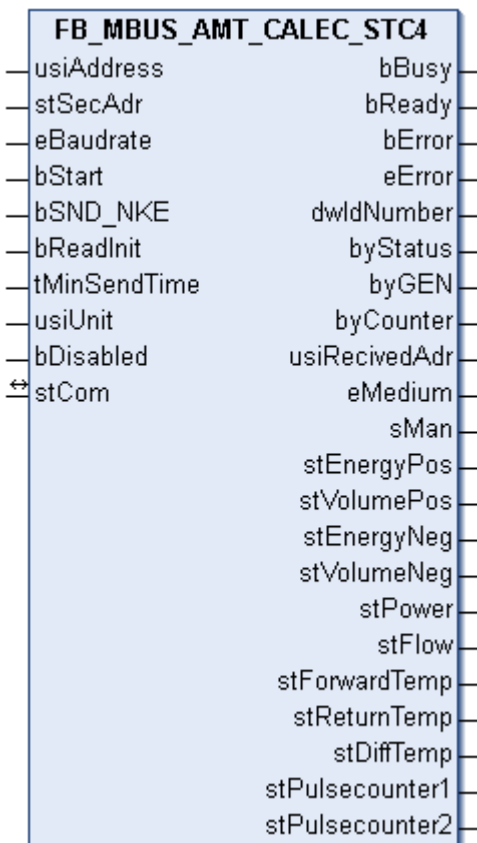 FB_MBUS_AMT_CALEC_STC4
usiAddress bBusy
stSecAdr bReady
eBaudrate bError
bStart eError
bSND_NKE dwIdNumber
bReadInit byStatus
tMinSendTime byGEN
usiUnit byCounter
bDisabled usiRecivedAdr
stCom eMedium
sMan
stEnergyPos
stVolumePos
stEnergyNeg
stVolumeNeg
stPower
stFlow
stForwardTemp
stReturnTemp
stDiffTemp
stPulsecounter1
stPulsecounter2